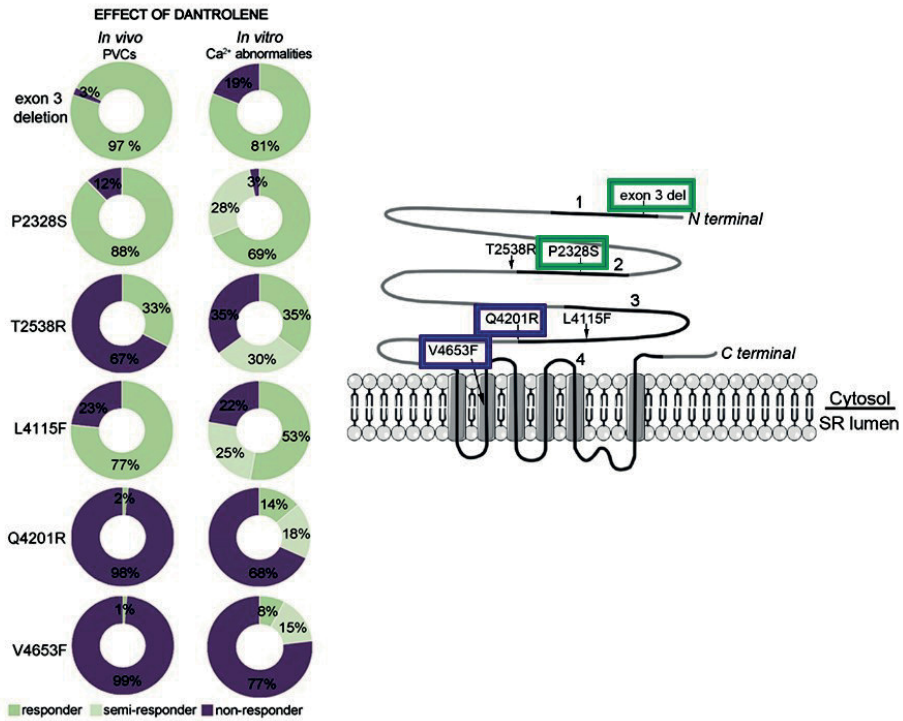 EFFECT OF DANTROLENE
In vivo
PVCs
In vitro
Ca²⁺ abnormalities
exon 3
deletion
3%
97 %
19%
81%
P2328S
12%
88%
3%
28%
69%
T2538R
33%
67%
35%
35%
30%
L4115F
23%
77%
22%
53%
25%
Q4201R
2%
98%
14%
18%
68%
V4653F
1%
99%
8%
15%
77%
responder semi-responder non-responder
1
exon 3 del
N terminal
T2538R
P2328S
2
3
Q4201R
L4115F
V4653F
4
C terminal
Cytosol
SR lumen